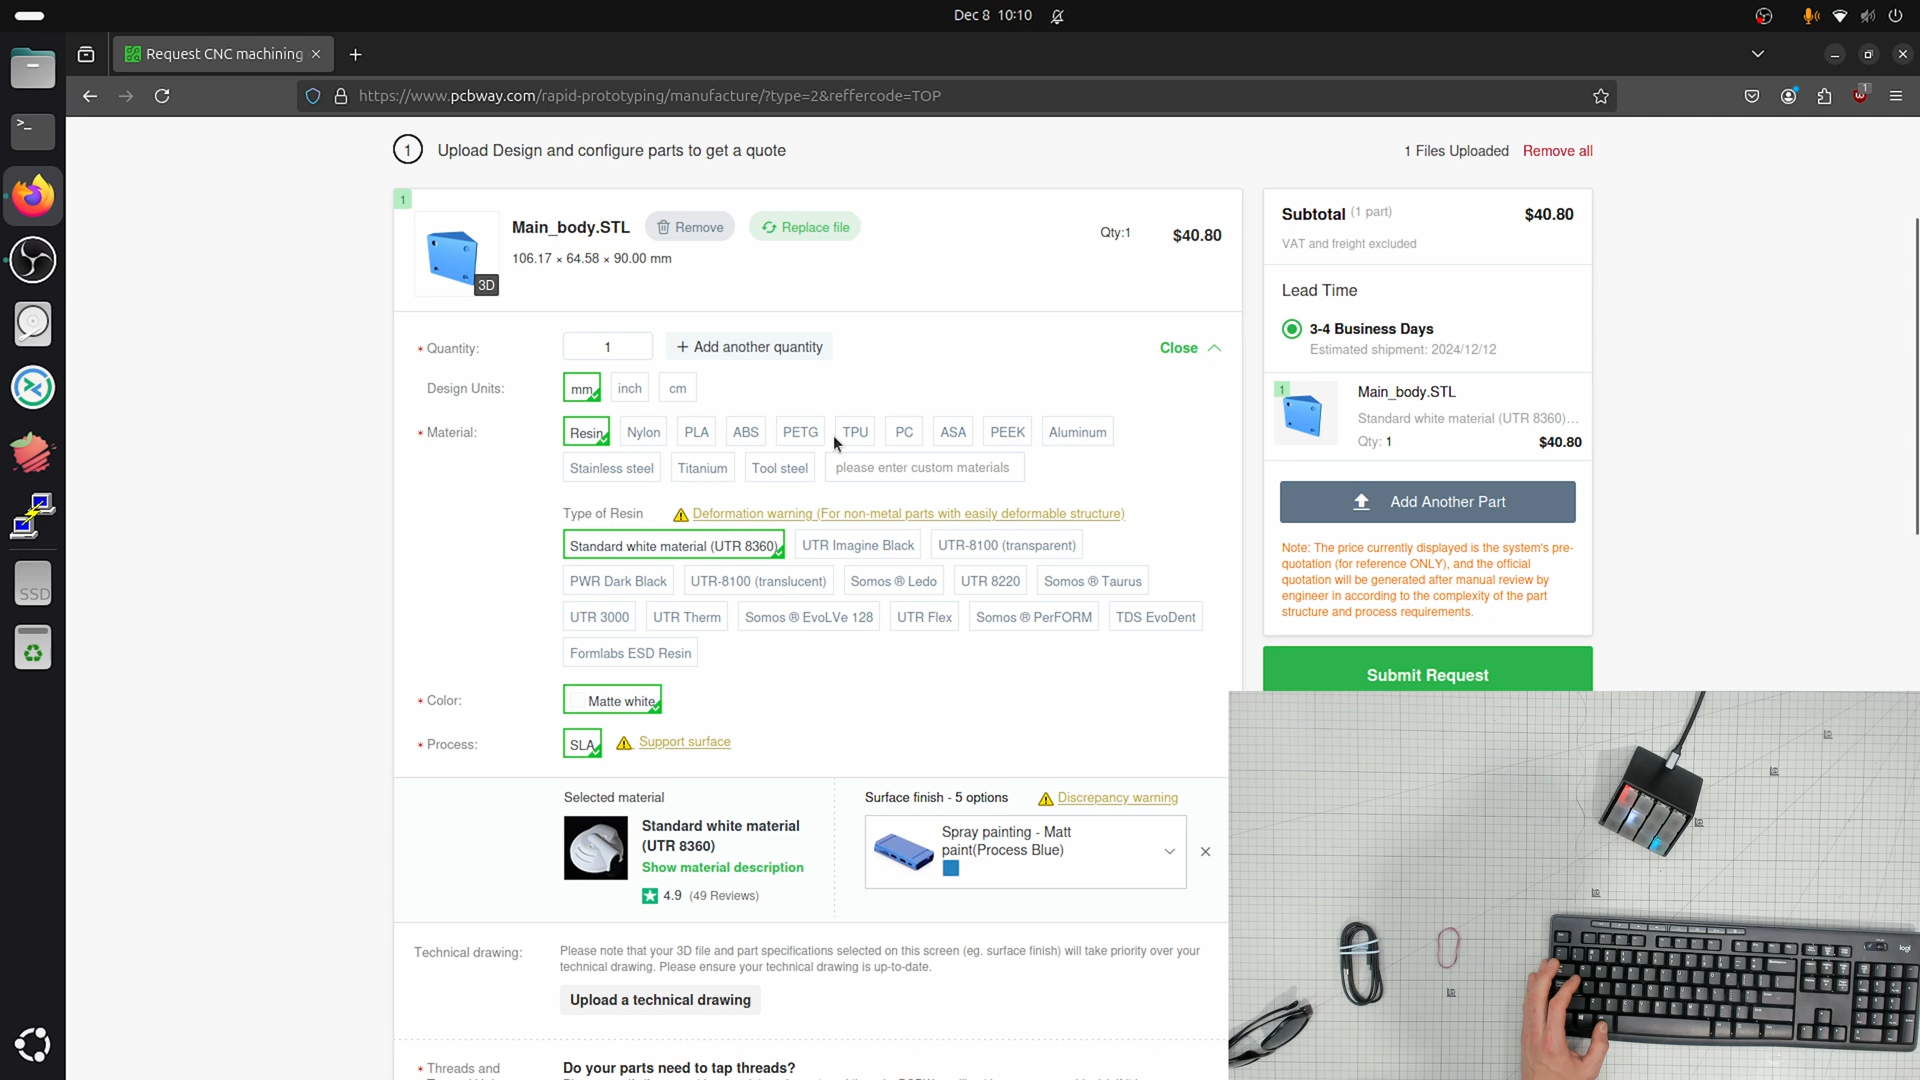 Dec 8 10:10
Request CNC machining
https://www.pcbway.com/rapid-prototyping/manufacture/?type=2&reffercode=TOP
1
1 Upload Design and configure parts to get a quote
1 Files Uploaded Remove all
1
Main_body.STL Remove Replace file
106.17 × 64.58 × 90.00 mm
3D
Qty:1 $40.80
* Quantity: 1 + Add another quantity Close
Design Units: mm inch cm
* Material: Resin Nylon PLA ABS PETG TPU PC ASA PEEK Aluminum
Stainless steel Titanium Tool steel please enter custom materials
Type of Resin Deformation warning (For non-metal parts with easily deformable structure)
Standard white material (UTR 8360) UTR Imagine Black UTR-8100 (transparent)
PWR Dark Black UTR-8100 (translucent) Somos ® Ledo UTR 8220 Somos ® Taurus
UTR 3000 UTR Therm Somos ® EvoLVe 128 UTR Flex Somos ® PerFORM TDS EvoDent
Formlabs ESD Resin
* Color: Matte white
* Process: SLA Support surface
Selected material
Standard white material
(UTR 8360)
Show material description
4.9 (49 Reviews)
Surface finish - 5 options Discrepancy warning
Spray painting - Matt
paint(Process Blue)
Technical drawing: Please note that your 3D file and part specifications selected on this screen (eg. surface finish) will take priority over your
technical drawing. Please ensure your technical drawing is up-to-date.
Upload a technical drawing
* Threads and Do your parts need to tap threads?
Subtotal (1 part) $40.80
VAT and freight excluded
Lead Time
3-4 Business Days
Estimated shipment: 2024/12/12
1
Main_body.STL
Standard white material (UTR 8360)...
Qty: 1 $40.80
Add Another Part
Note: The price currently displayed is the system's pre-
quotation (for reference ONLY), and the official
quotation will be generated after manual review by
engineer in according to the complexity of the part
structure and process requirements.
Submit Request
SSD
logi